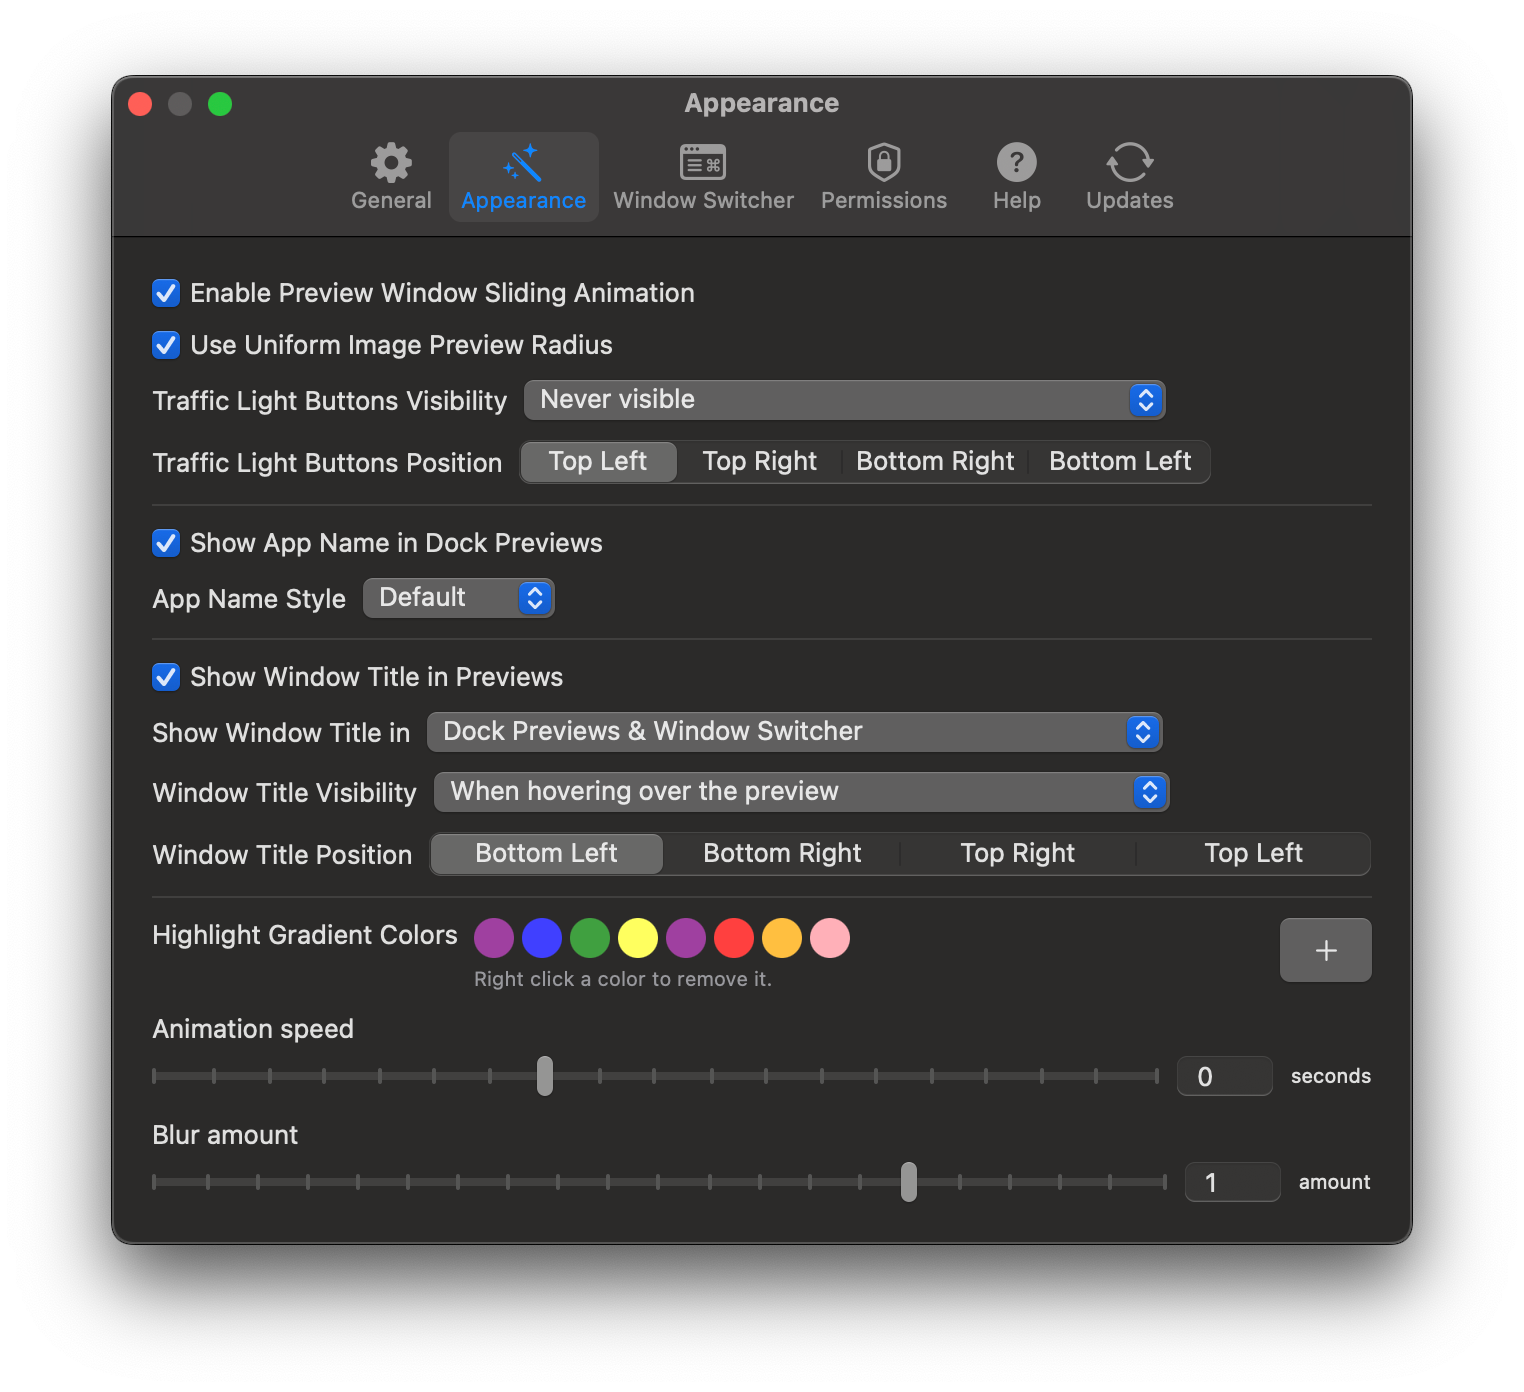 Appearance
General Appearance Window Switcher Permissions Help Updates
Enable Preview Window Sliding Animation
Use Uniform Image Preview Radius
Traffic Light Buttons Visibility Never visible
Traffic Light Buttons Position Top Left Top Right Bottom Right Bottom Left
Show App Name in Dock Previews
App Name Style Default
Show Window Title in Previews
Show Window Title in Dock Previews & Window Switcher
Window Title Visibility When hovering over the preview
Window Title Position Bottom Left Bottom Right Top Right Top Left
Highlight Gradient Colors
Right click a color to remove it.
Animation speed
0 seconds
Blur amount
1 amount